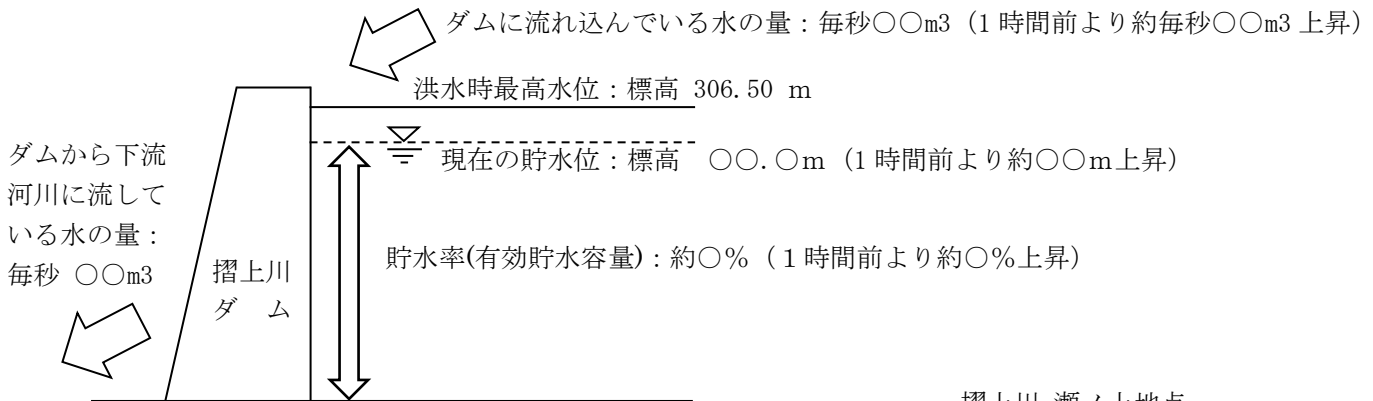 ダムに流れ込んでいる水の量：毎秒○○m3（1時間前より約毎秒○○m3上昇）
洪水時最高水位：標高 306.50 m
現在の貯水位：標高 ○○.○m（1時間前より約○○m上昇）
ダムから下流
河川に流して
いる水の量：
毎秒 ○○m3
貯水率(有効貯水容量)：約○%（１時間前より約○%上昇）
摺上川
ダ ム